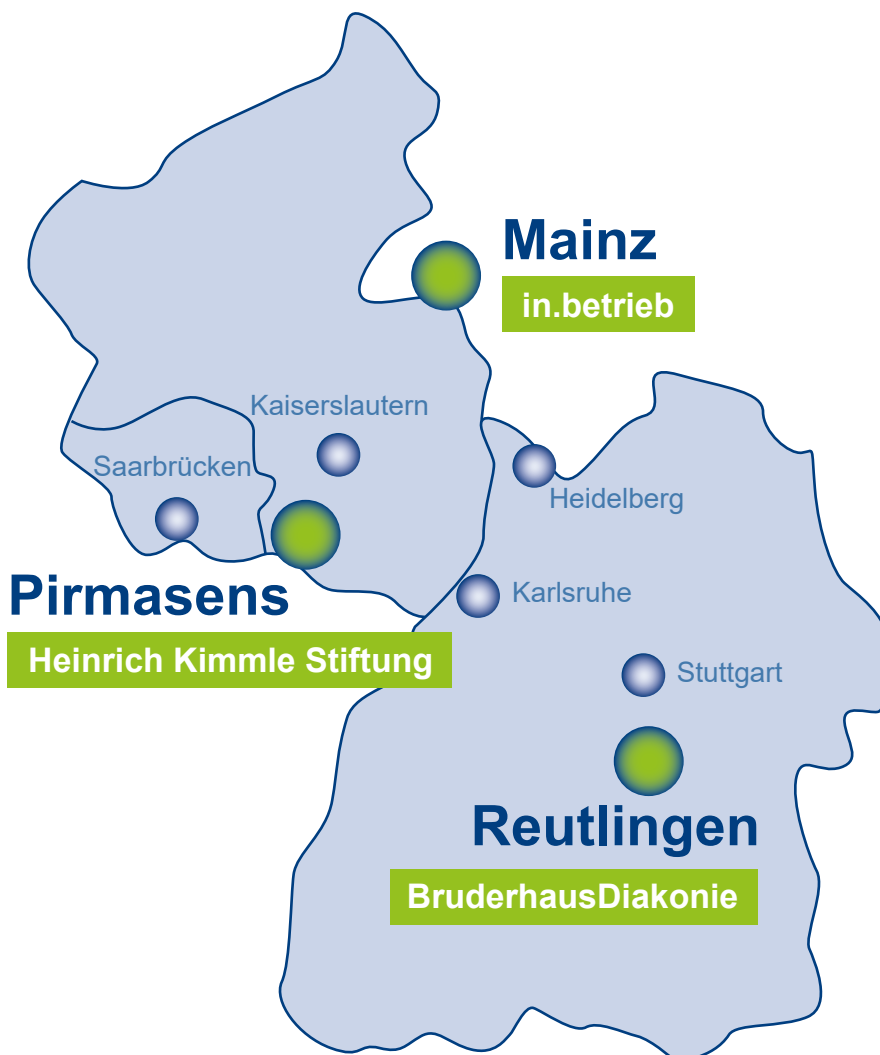 Mainz
in.betrieb
Kaiserslautern
Saarbrücken
Heidelberg
Pirmasens
Karlsruhe
Heinrich Kimmle Stiftung
Stuttgart
Reutlingen
BruderhausDiakonie